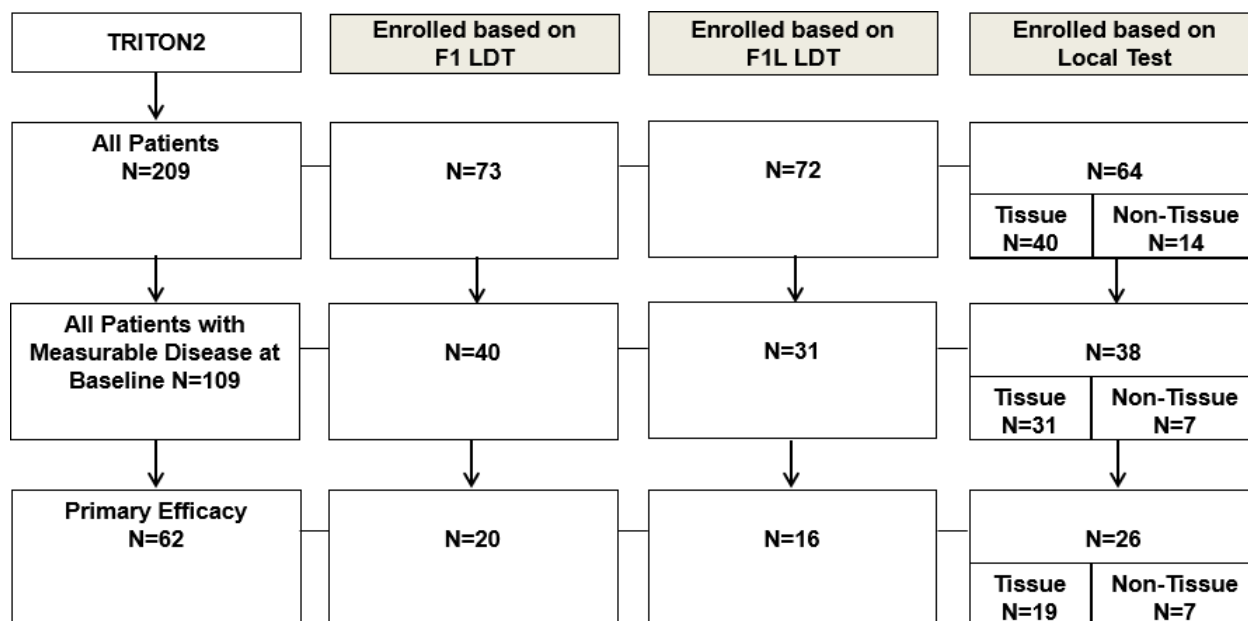 TRITON2
Enrolled based on
F1 LDT
Enrolled based on
F1L LDT
Enrolled based on
Local Test
All Patients
N=209
N=73
N=72
N=64
Tissue
N=40
Non-Tissue
N=14
All Patients with
Measurable Disease at
Baseline N=109
N=40
N=31
N=38
Tissue
N=31
Non-Tissue
N=7
Primary Efficacy
N=62
N=20
N=16
N=26
Tissue
N=19
Non-Tissue
N=7